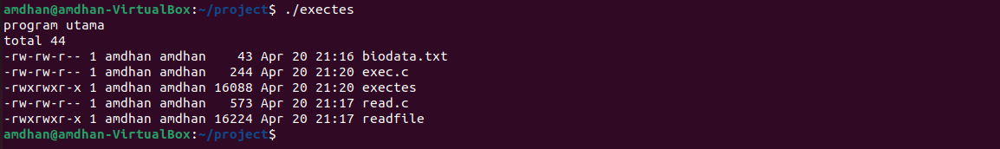 amdhan@amdhan-VirtualBox:~/project$ ./exectes
program utama
total 44
-rw-rw-r-- 1 amdhan amdhan    43 Apr 20 21:16 biodata.txt
-rw-rw-r-- 1 amdhan amdhan   244 Apr 20 21:20 exec.c
-rwxrwxr-x 1 amdhan amdhan 16088 Apr 20 21:20 exectes
-rw-rw-r-- 1 amdhan amdhan   573 Apr 20 21:17 read.c
-rwxrwxr-x 1 amdhan amdhan 16224 Apr 20 21:17 readfile
amdhan@amdhan-VirtualBox:~/project$